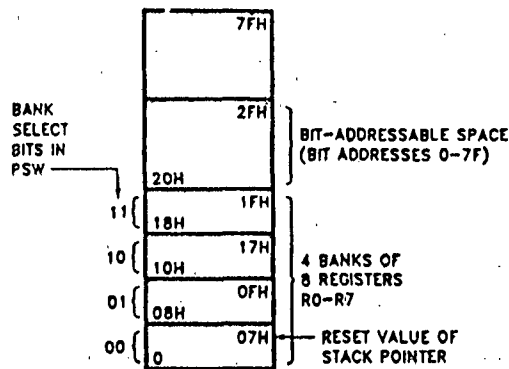 7FH
BANK
SELECT
BITS IN
PSW
2FH
BIT-ADDRESSABLE SPACE
(BIT ADDRESSES 0-7F)
20H
11
1FH
18H
10
17H
10H
4 BANKS OF
8 REGISTERS
R0-R7
01
0FH
08H
00
07H
0
RESET VALUE OF
STACK POINTER